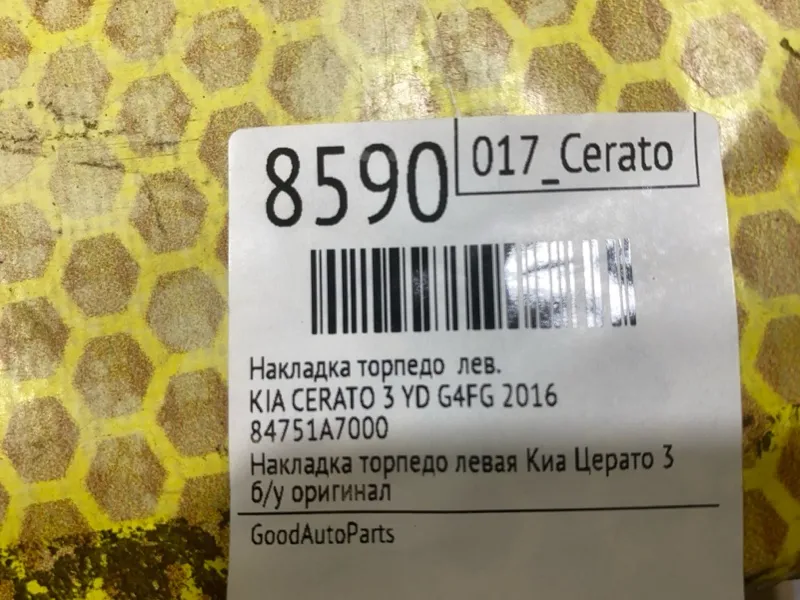 8590
017_Cerato
Накладка торпедо лев.
KIA CERATO 3 YD G4FG 2016
84751A7000
Накладка торпедо левая Киа Церато 3
б/у оригинал
GoodAutoParts